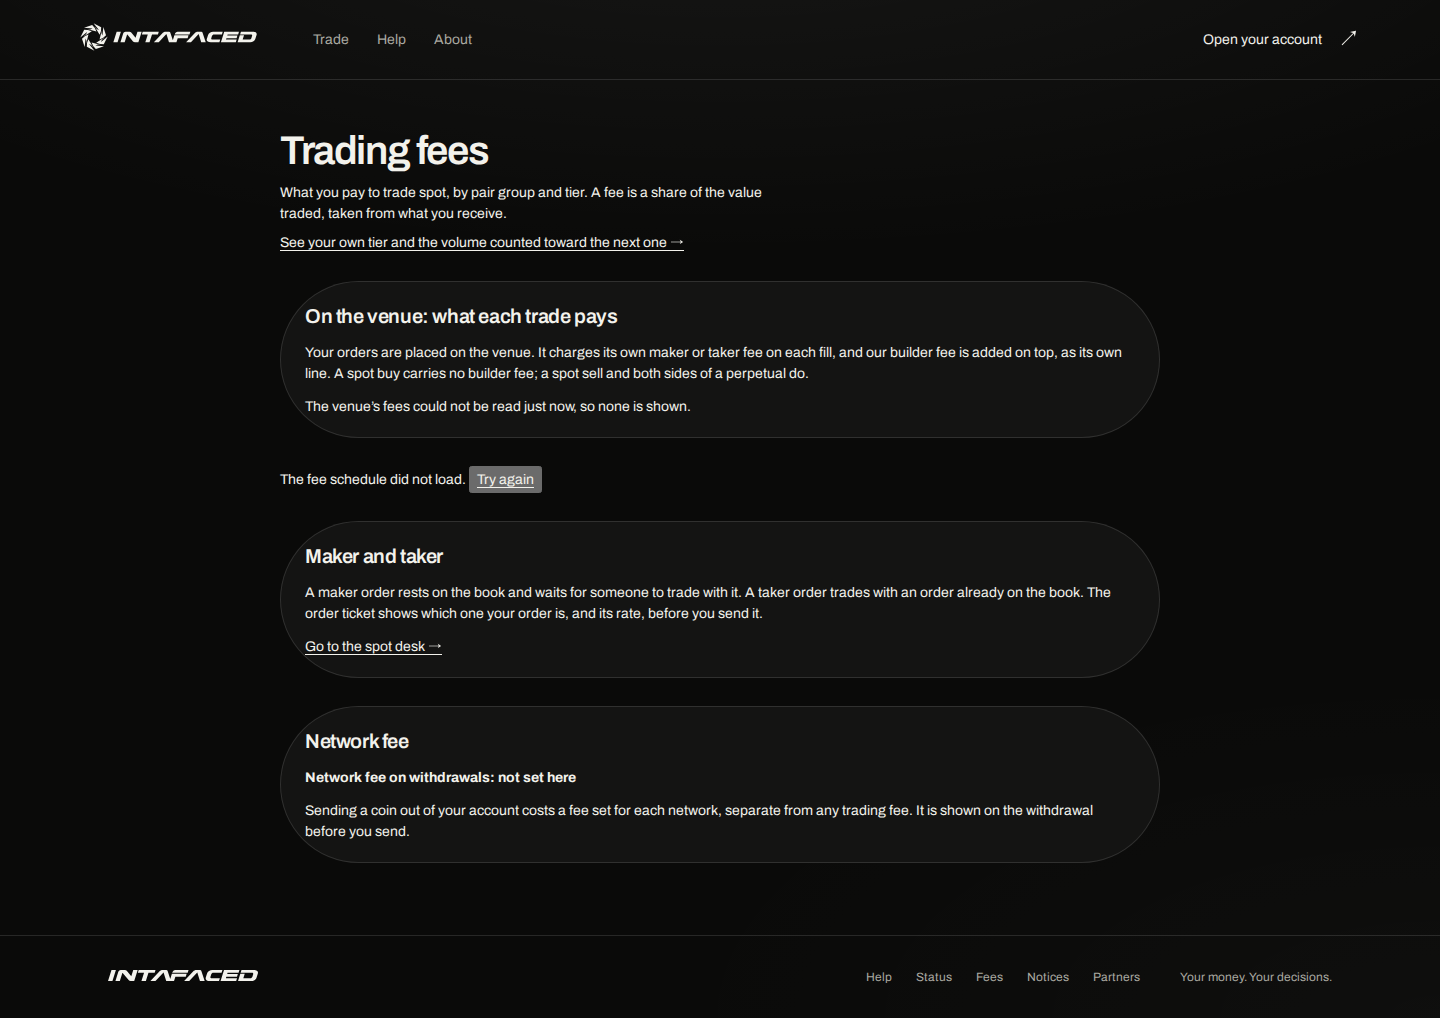 INTAFACED
Trade Help About
Open your account
Trading fees
What you pay to trade spot, by pair group and tier. A fee is a share of the value
traded, taken from what you receive.
See your own tier and the volume counted toward the next one →
On the venue: what each trade pays
Your orders are placed on the venue. It charges its own maker or taker fee on each fill, and our builder fee is added on top, as its own
line. A spot buy carries no builder fee; a spot sell and both sides of a perpetual do.
The venue’s fees could not be read just now, so none is shown.
The fee schedule did not load. Try again
Maker and taker
A maker order rests on the book and waits for someone to trade with it. A taker order trades with an order already on the book. The
order ticket shows which one your order is, and its rate, before you send it.
Go to the spot desk →
Network fee
Network fee on withdrawals: not set here
Sending a coin out of your account costs a fee set for each network, separate from any trading fee. It is shown on the withdrawal
before you send.
INTAFACED
Help Status Fees Notices Partners Your money. Your decisions.